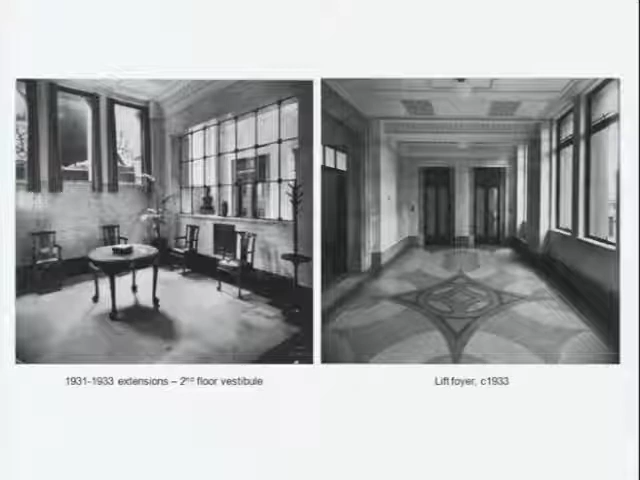 1931-1933 extensions – 2nd floor vestibule
Lift foyer, c1933